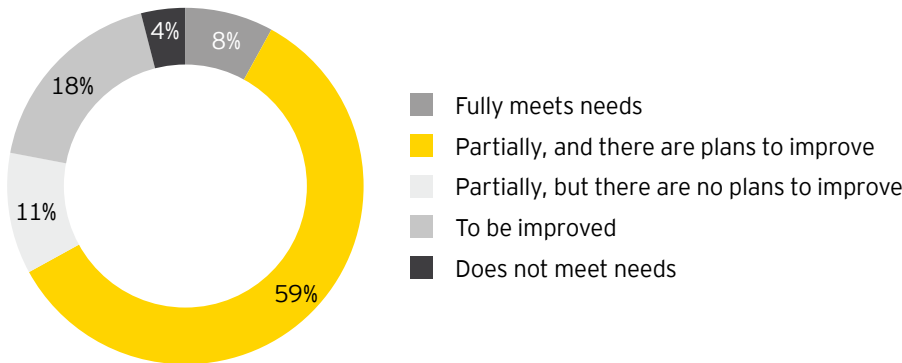 4%
8%
18%
11%
59%
Fully meets needs
Partially, and there are plans to improve
Partially, but there are no plans to improve
To be improved
Does not meet needs